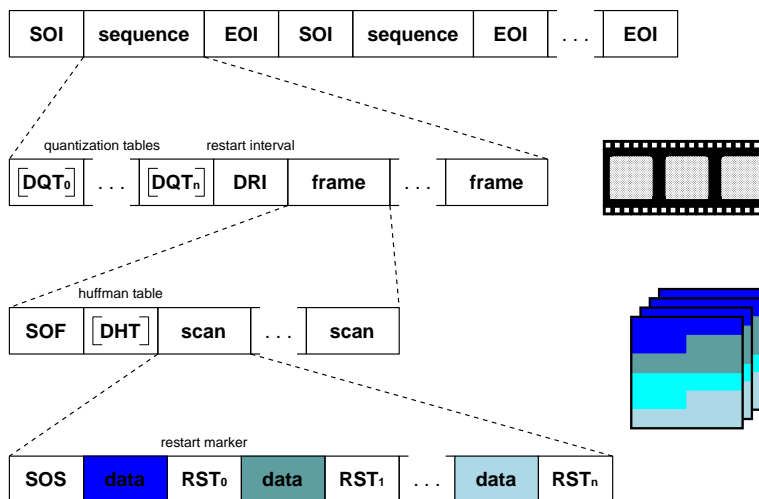 SOI sequence EOI SOI sequence EOI . . . EOI
quantization tables restart interval
[DQT₀] . . . [DQTₙ] DRI frame . . . frame
huffman table
SOF [DHT] scan . . . scan
restart marker
SOS data RST₀ data RST₁ . . . data RSTₙ